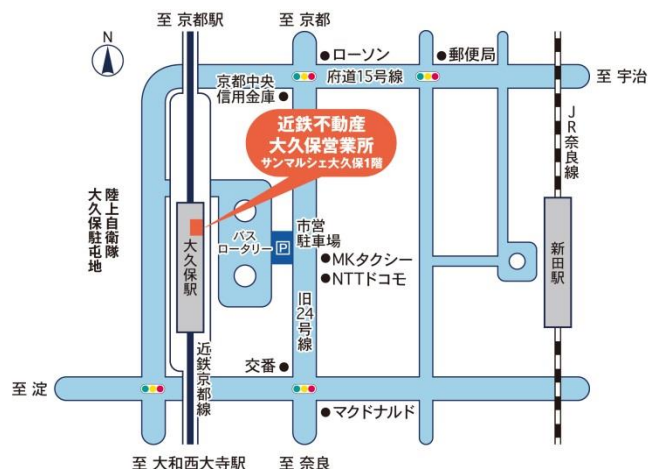 至 京都駅
至 京都
N
ローソン
郵便局
府道15号線
至 宇治
京都中央
信用金庫
近鉄不動産
大久保営業所
サンマルシェ大久保1階
JR奈良線
陸上自衛隊
大久保駐屯地
大久保駅
バス
ロータリー
P
市営
駐車場
MKタクシー
NTTドコモ
新田駅
旧24号線
近鉄京都線
交番
至 淀
マクドナルド
至 大和西大寺駅
至 奈良